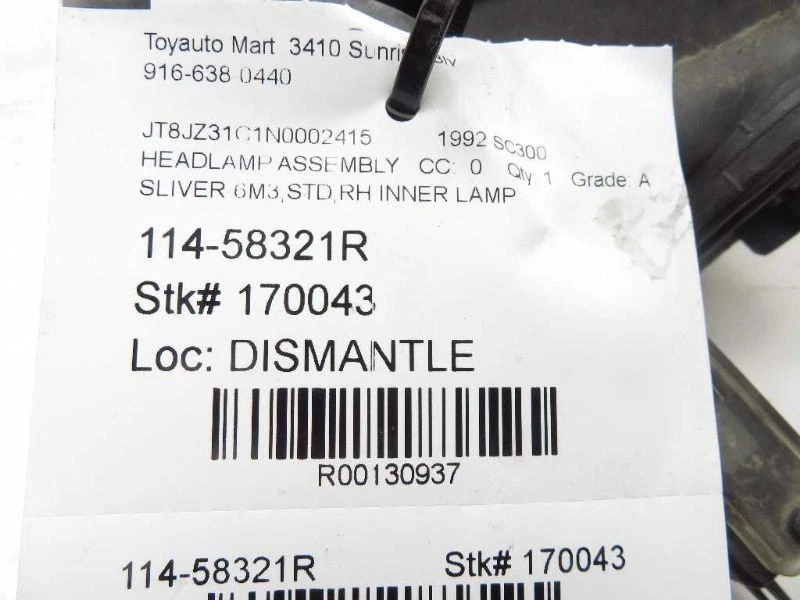 Toyauto Mart 3410
916-638-0440
JT8JZ31C1N0002415 1992 SC300
HEADLAMP ASSEMBLY CC: 0 Qty: 1 Grade: A
SLIVER 6M3,STD,RH INNER LAMP
114-58321R
Stk# 170043
Loc: DISMANTLE
R00130937
114-58321R Stk# 170043